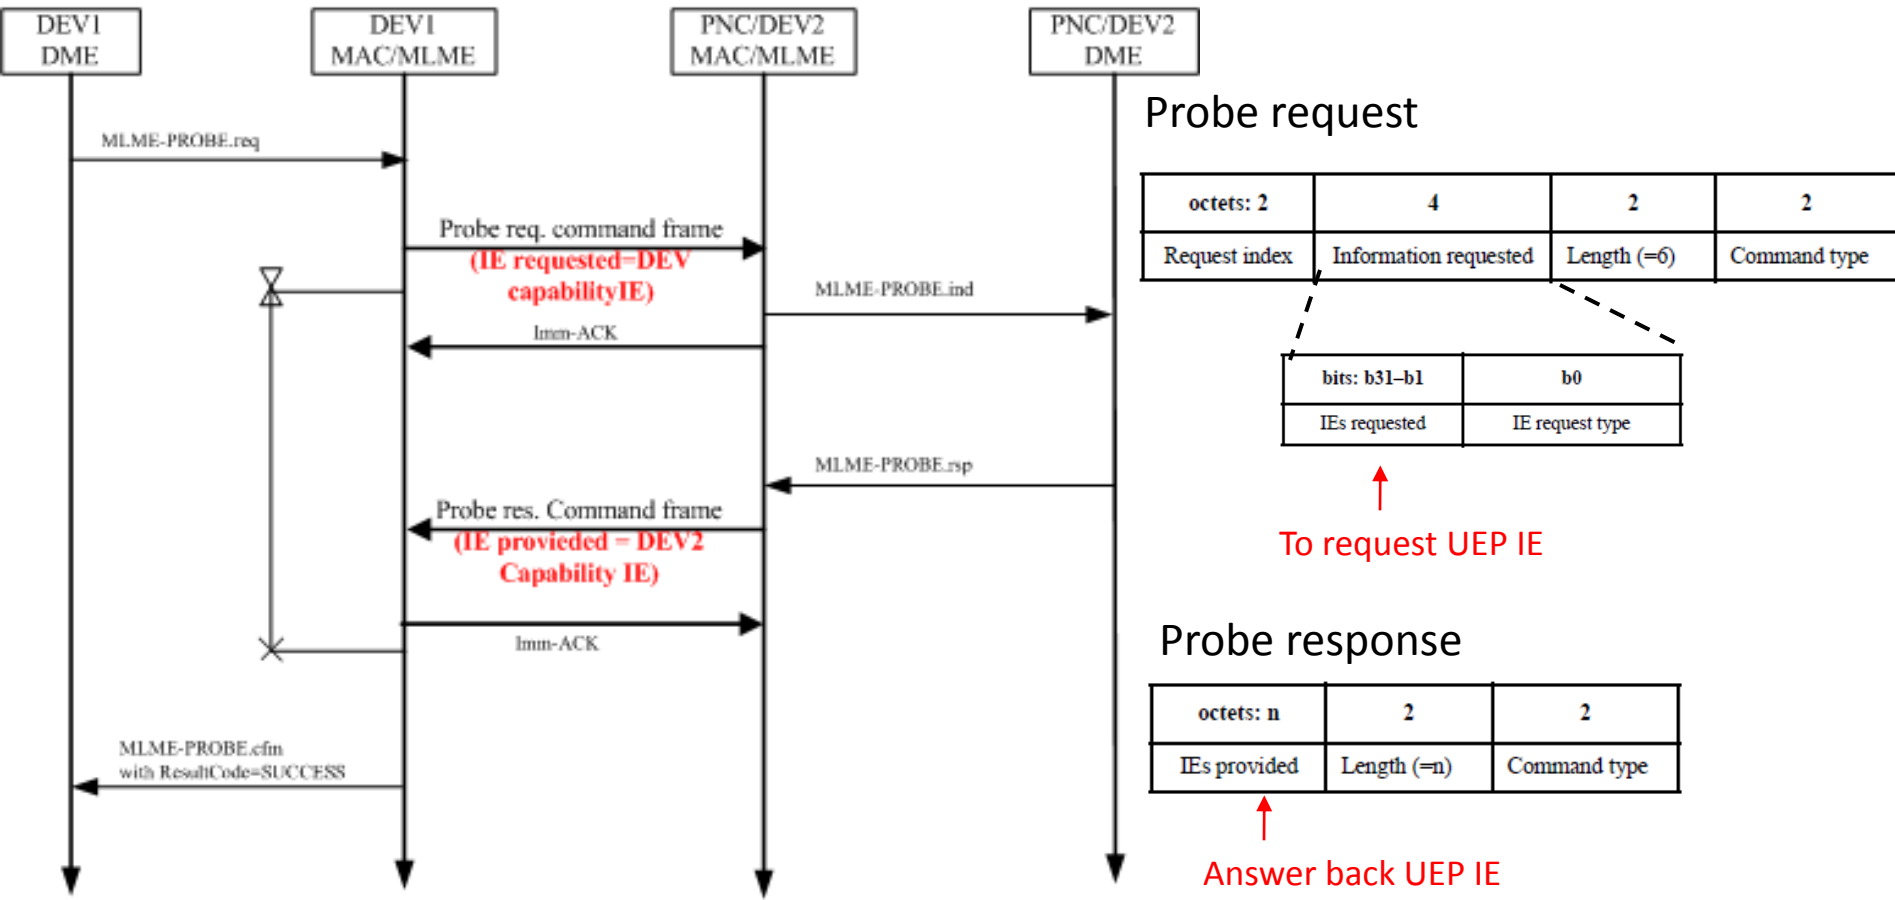 DEV1
DME
DEV1
MAC/MLME
PNC/DEV2
MAC/MLME
PNC/DEV2
DME
MLME-PROBE.req
Probe req. command frame
(IE requested=DEV
capabilityIE)
MLME-PROBE.ind
Imm-ACK
MLME-PROBE.rsp
Probe res. Command frame
(IE provieded = DEV2
Capability IE)
Imm-ACK
MLME-PROBE.cfm
with ResultCode=SUCCESS
Probe request
octets: 2 4 2 2
Request index Information requested Length (=6) Command type
bits: b31–b1 b0
IEs requested IE request type
To request UEP IE
Probe response
octets: n 2 2
IEs provided Length (=n) Command type
Answer back UEP IE